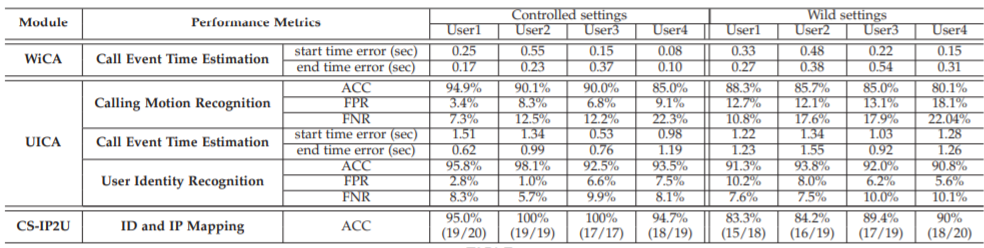 Module Performance Metrics Controlled settings Wild settings
User1 User2 User3 User4 User1 User2 User3 User4
WiCA Call Event Time Estimation start time error (sec) 0.25 0.55 0.15 0.08 0.33 0.48 0.22 0.15
end time error (sec) 0.17 0.23 0.37 0.10 0.27 0.38 0.54 0.31
UICA Calling Motion Recognition ACC 94.9% 90.1% 90.0% 85.0% 88.3% 85.7% 85.0% 80.1%
FPR 3.4% 8.3% 6.8% 9.1% 12.7% 12.1% 13.1% 18.1%
FNR 7.3% 12.5% 12.2% 22.3% 10.8% 17.6% 17.9% 22.04%
Call Event Time Estimation start time error (sec) 1.51 1.34 0.53 0.98 1.22 1.34 1.03 1.28
end time error (sec) 0.62 0.99 0.76 1.19 1.23 1.55 0.92 1.26
User Identity Recognition ACC 95.8% 98.1% 92.5% 93.5% 91.3% 93.8% 92.0% 90.8%
FPR 2.8% 1.0% 6.6% 7.5% 10.2% 8.0% 6.2% 5.6%
FNR 8.3% 5.7% 9.9% 8.1% 7.6% 7.5% 10.0% 10.1%
CS-IP2U ID and IP Mapping ACC 95.0% 100% 100% 94.7% 83.3% 84.2% 89.4% 90%
(19/20) (19/19) (17/17) (18/19) (15/18) (16/19) (17/19) (18/20)